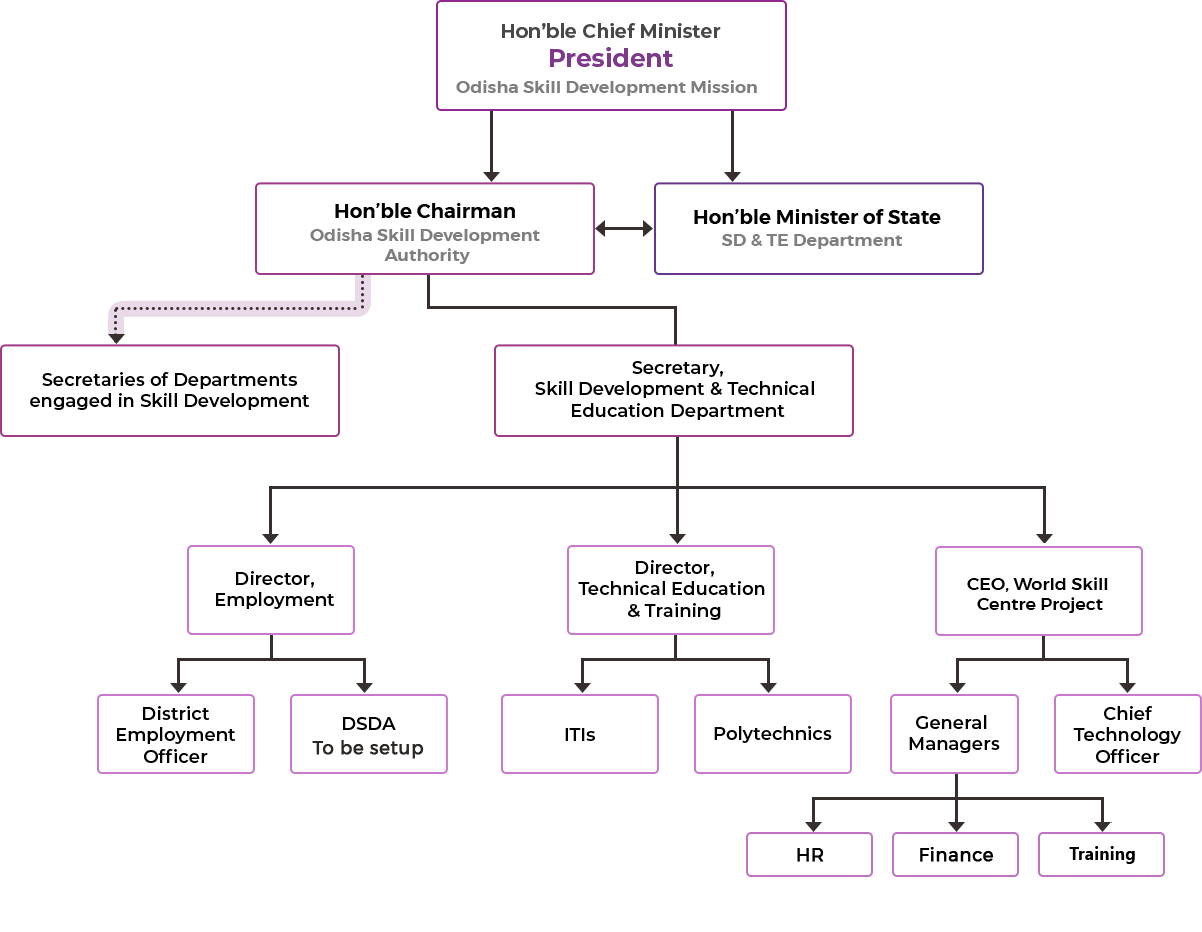 Hon’ble Chief Minister
President
Odisha Skill Development Mission
Hon’ble Chairman
Odisha Skill Development
Authority
Hon’ble Minister of State
SD & TE Department
Secretaries of Departments
engaged in Skill Development
Secretary,
Skill Development & Technical
Education Department
Director,
Employment
Director,
Technical Education
& Training
CEO, World Skill
Centre Project
District
Employment
Officer
DSDA
To be setup
ITIs
Polytechnics
General
Managers
Chief
Technology
Officer
HR
Finance
Training